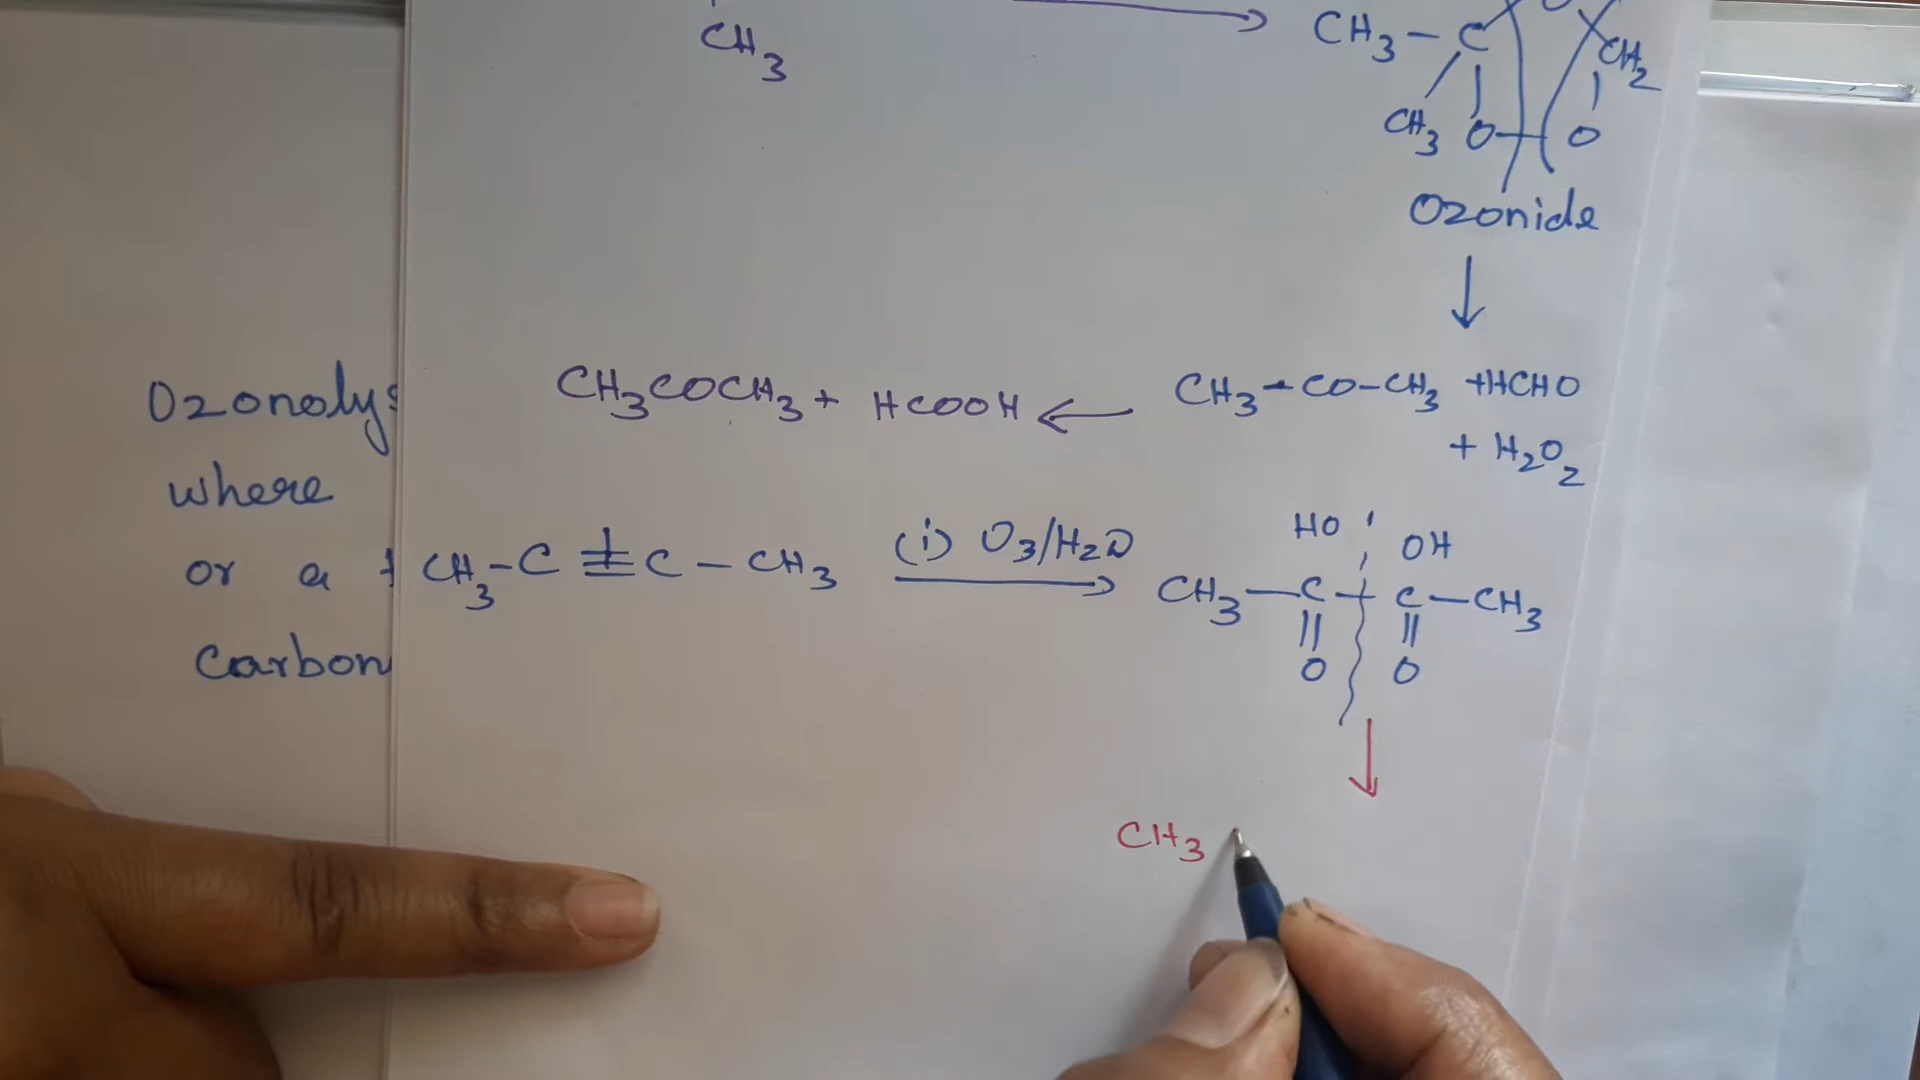 CH3
CH3 - C
CH2
CH3 O - O
Ozonide
CH3COCH3 + HCOOH ← CH3-CO-CH3 + HCHO
+ H2O2
Ozonolys
where
or a
carbon
CH3-C≡C-CH3 (i) O3/H2O →
HO OH
CH3-C-C-CH3
O O
CH3